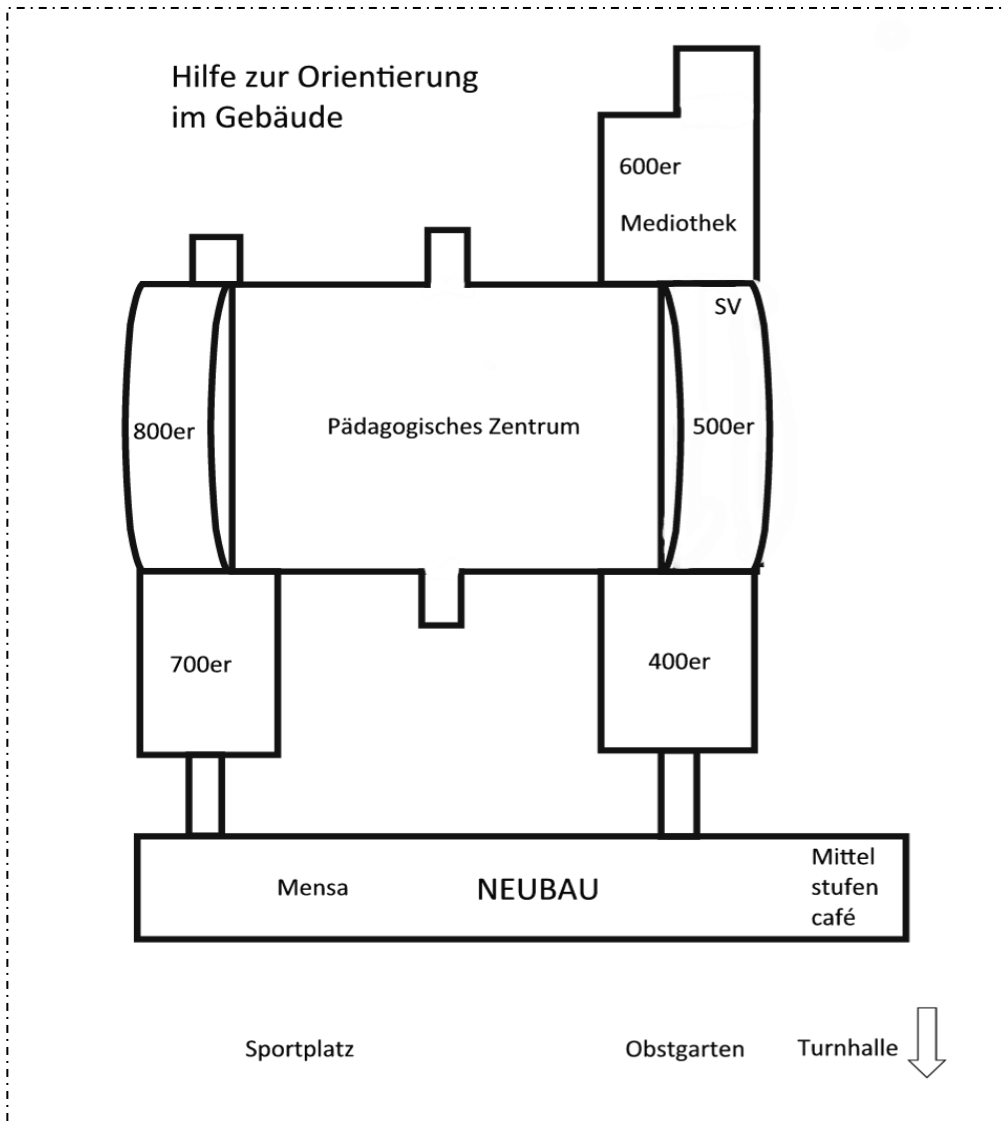 Hilfe zur Orientierung
im Gebäude
600er
Mediothek
SV
800er
Pädagogisches Zentrum
500er
700er
400er
Mensa
NEUBAU
Mittel
stufen
café
Sportplatz
Obstgarten
Turnhalle